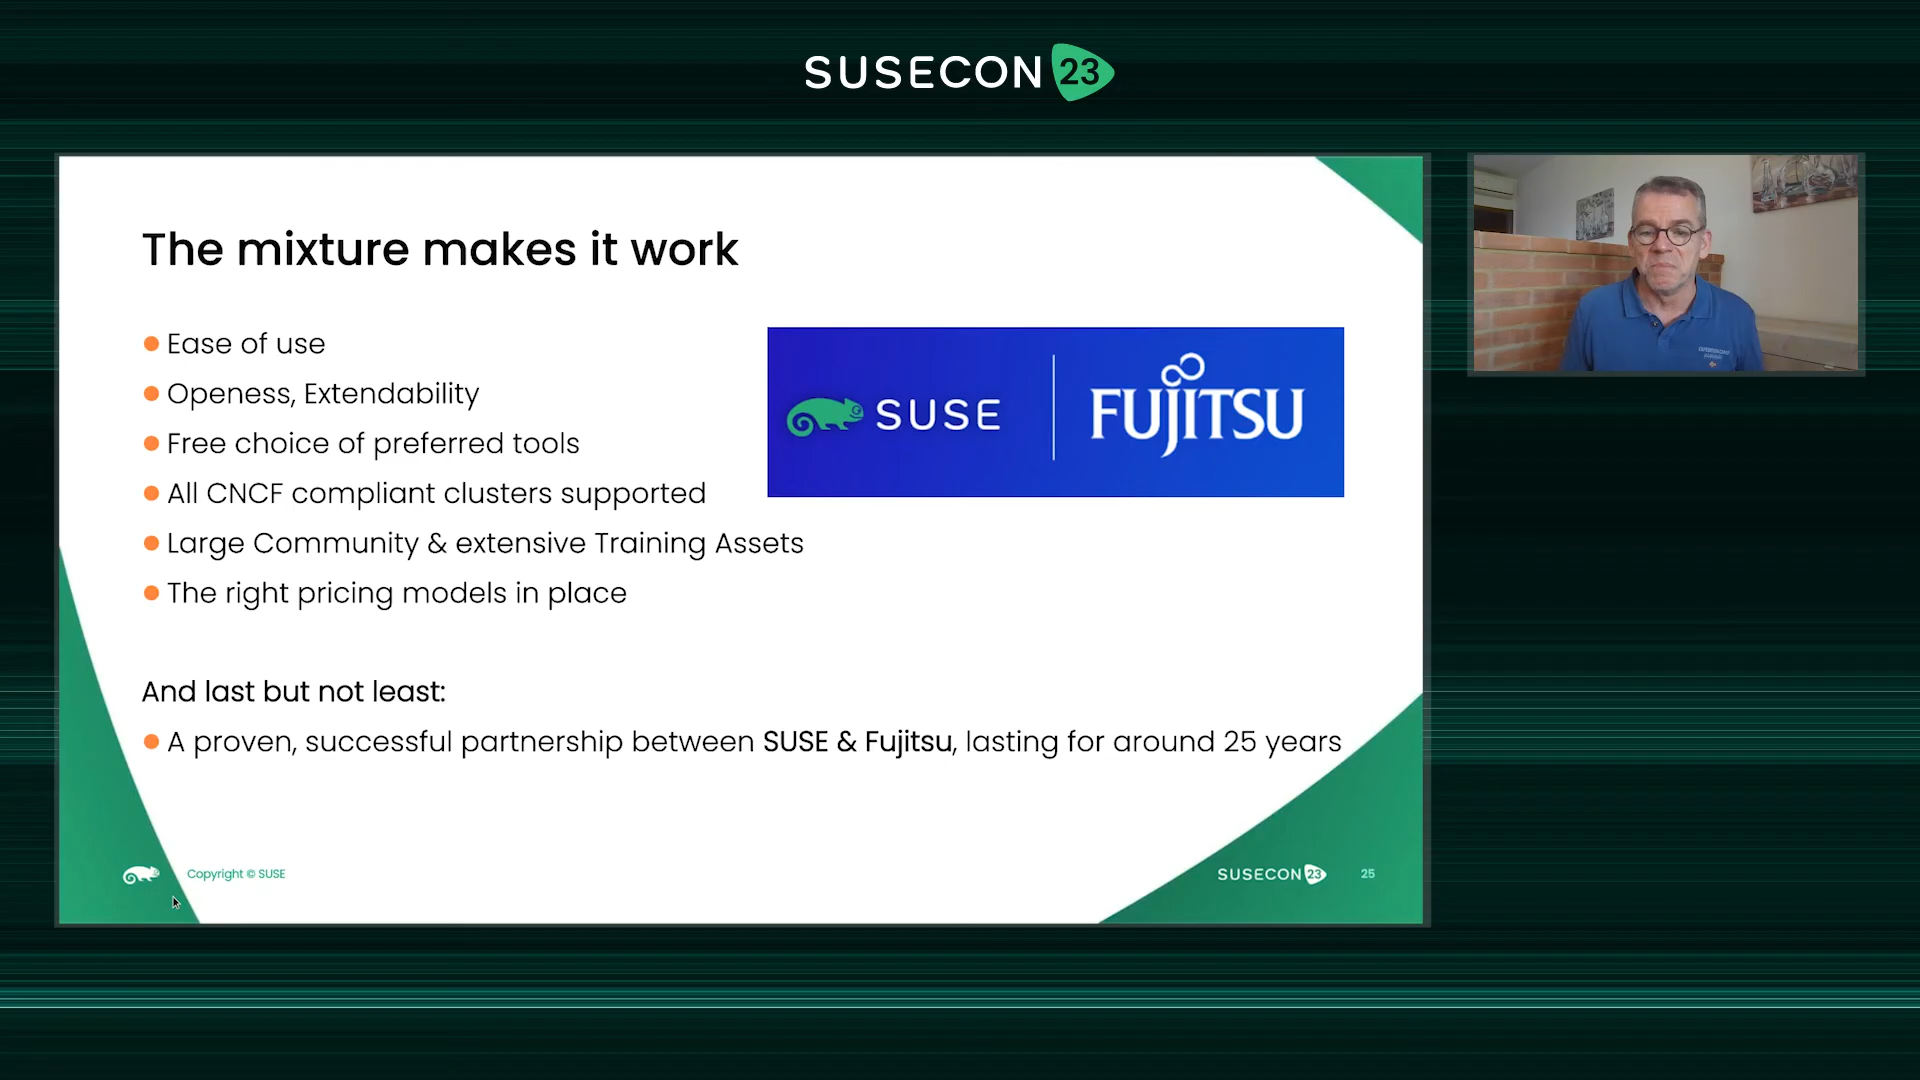 SUSECON 23
The mixture makes it work
Ease of use
Openess, Extendability
Free choice of preferred tools
All CNCF compliant clusters supported
Large Community & extensive Training Assets
The right pricing models in place
SUSE
FUJITSU
And last but not least:
A proven, successful partnership between SUSE & Fujitsu, lasting for around 25 years
Copyright © SUSE
SUSECON 23
25